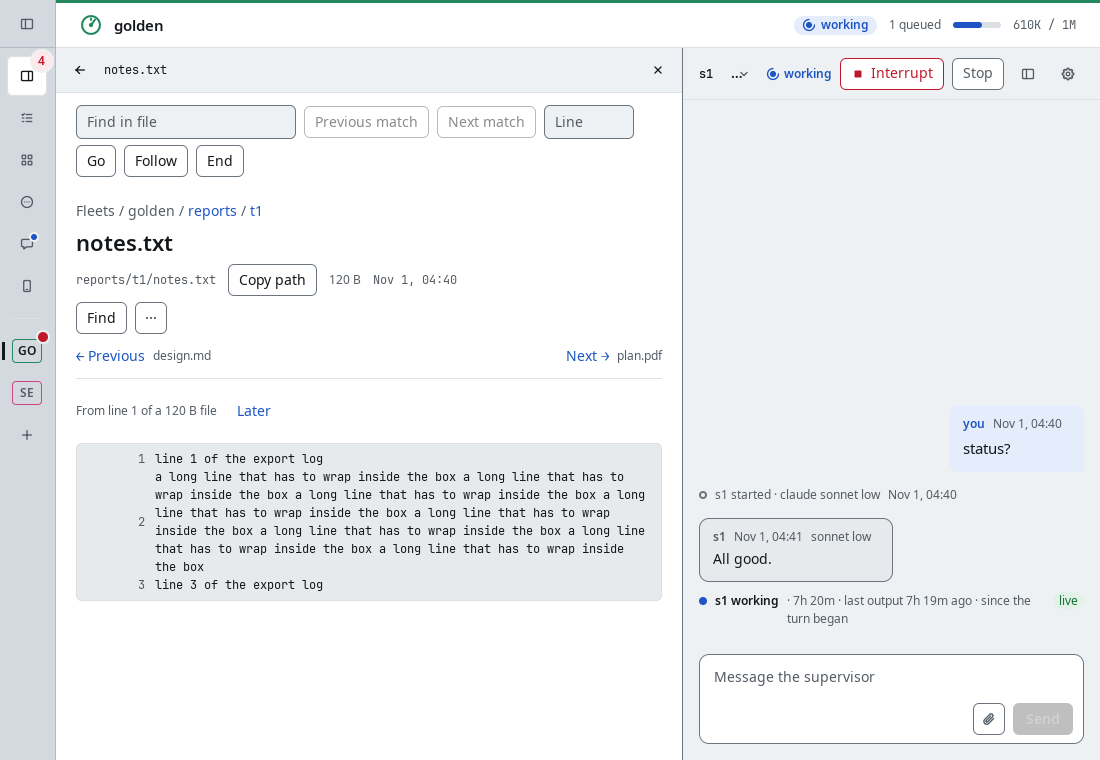 golden
working
1 queued
610K / 1M
4
GO
SE
notes.txt
Find in file
Previous match
Next match
Line
Go
Follow
End
Fleets / golden / reports / t1
notes.txt
reports/t1/notes.txt
Copy path
120 B
Nov 1, 04:40
Find
...
← Previous
design.md
Next →
plan.pdf
From line 1 of a 120 B file
Later
1 line 1 of the export log
a long line that has to wrap inside the box a long line that has to
wrap inside the box a long line that has to wrap inside the box a long
line that has to wrap inside the box a long line that has to wrap
2 inside the box a long line that has to wrap inside the box a long line
that has to wrap inside the box a long line that has to wrap inside
the box
3 line 3 of the export log
s1
...
working
Interrupt
Stop
you Nov 1, 04:40
status?
s1 started · claude sonnet low Nov 1, 04:40
s1 Nov 1, 04:41 sonnet low
All good.
s1 working · 7h 20m · last output 7h 19m ago · since the
turn began
live
Message the supervisor
Send